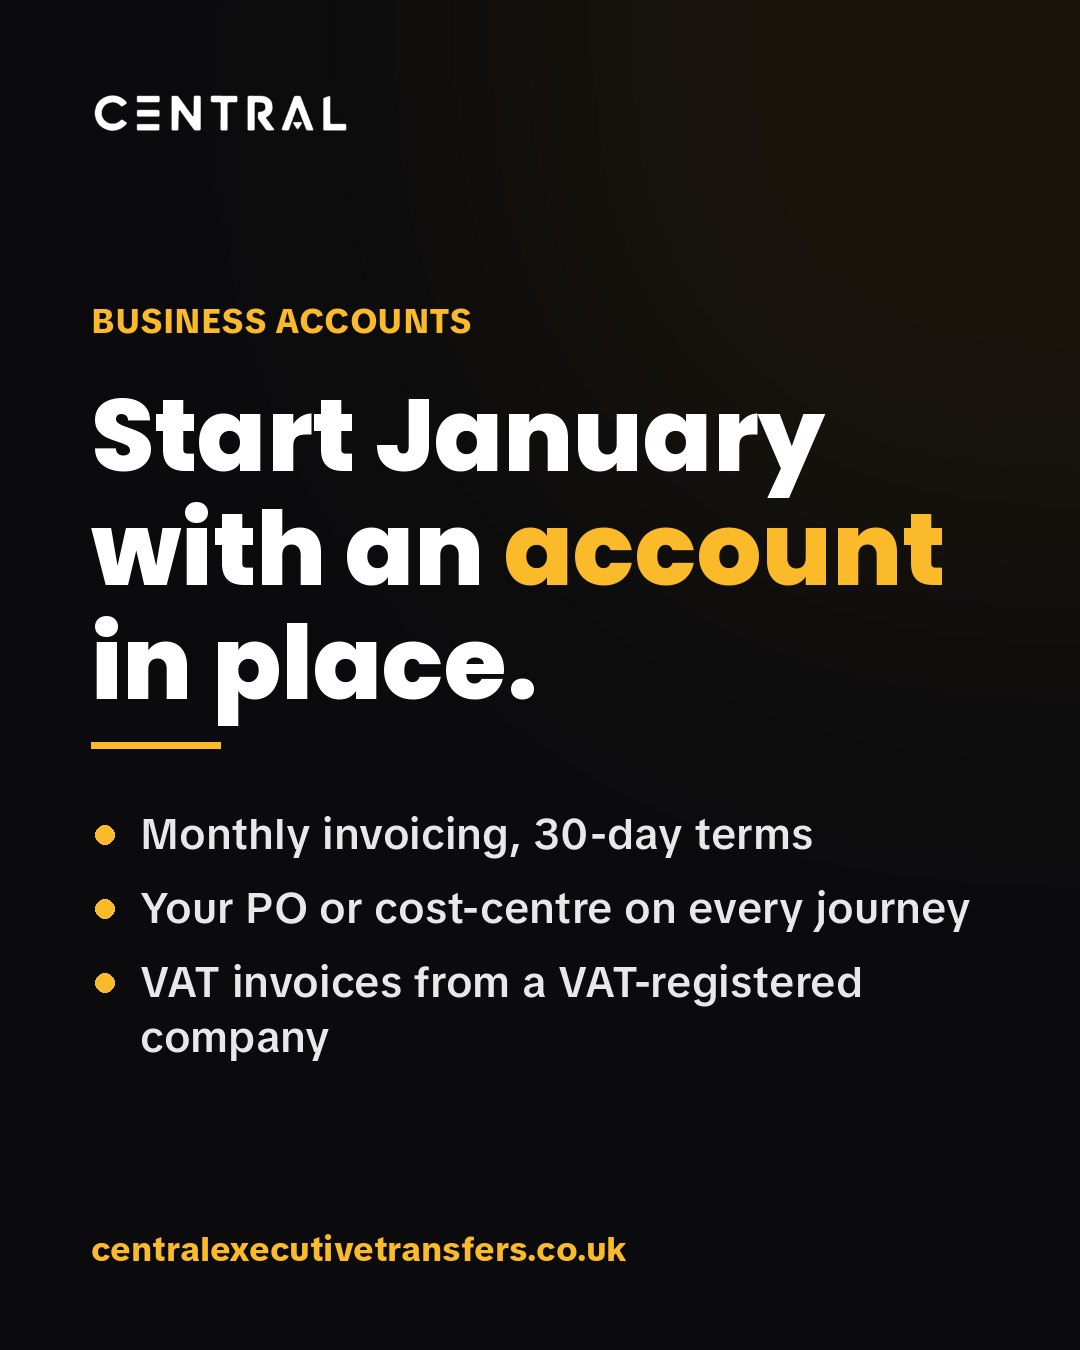 CENTRAL
BUSINESS ACCOUNTS
Start January
with an account
in place.
Monthly invoicing, 30-day terms
Your PO or cost-centre on every journey
VAT invoices from a VAT-registered
company
centralexecutivetransfers.co.uk